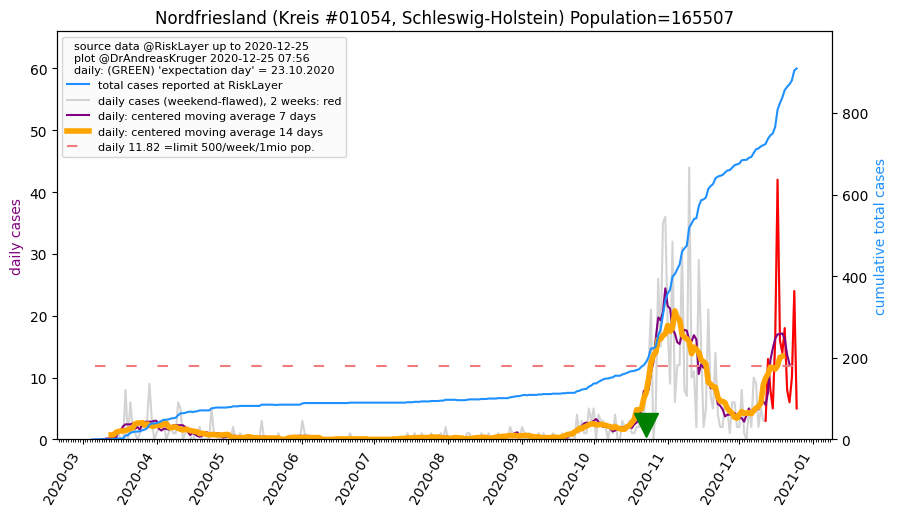 Nordfriesland (Kreis #01054, Schleswig-Holstein) Population=165507
source data @RiskLayer up to 2020-12-25
plot @DrAndreasKruger 2020-12-25 07:56
daily: (GREEN) 'expectation day' = 23.10.2020
total cases reported at RiskLayer
daily cases (weekend-flawed), 2 weeks: red
daily: centered moving average 7 days
daily: centered moving average 14 days
daily 11.82 =limit 500/week/1mio pop.
daily cases
60
50
40
30
20
10
0
cumulative total cases
800
600
400
200
0
2020-03
2020-04
2020-05
2020-06
2020-07
2020-08
2020-09
2020-10
2020-11
2020-12
2021-01